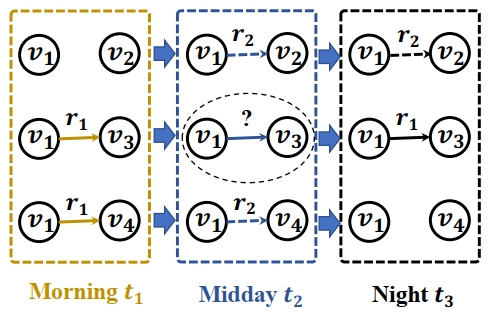 v₁ v₂ r₂ v₁ v₂ r₂ v₁ v₂
r₁ v₁ v₃ ? v₁ v₃ r₁ v₁ v₃
r₁ v₁ v₄ r₂ v₁ v₄ v₁ v₄
Morning t₁ Midday t₂ Night t₃